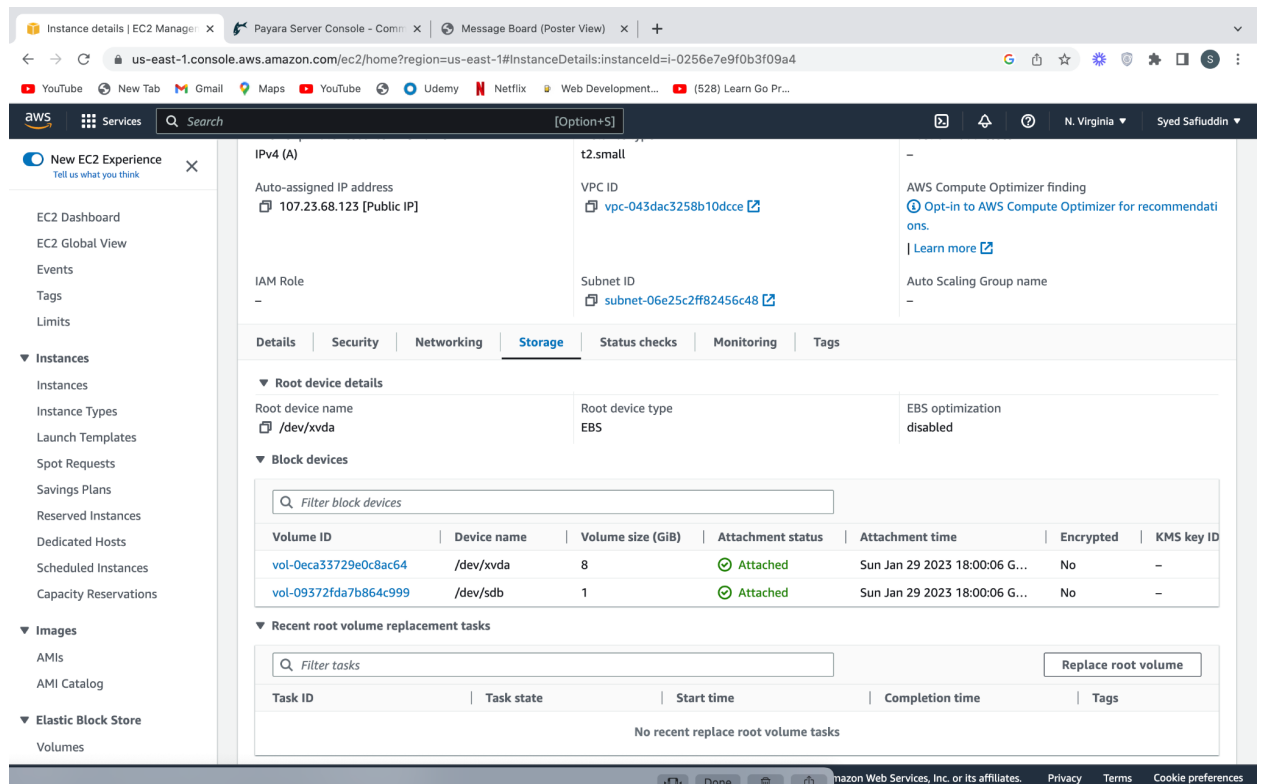 Instance details | EC2 Manager
Payara Server Console - Comm
Message Board (Poster View)
us-east-1.console.aws.amazon.com/ec2/home?region=us-east-1#InstanceDetails:instanceId=i-0256e7e9f0b3f09a4
S
YouTube New Tab Gmail Maps YouTube Udemy Netflix Web Development... (528) Learn Go Pr...
aws Services Search [Option+S] N. Virginia Syed Safiuddin
New EC2 Experience
Tell us what you think
EC2 Dashboard
EC2 Global View
Events
Tags
Limits
Instances
Instances
Instance Types
Launch Templates
Spot Requests
Savings Plans
Reserved Instances
Dedicated Hosts
Scheduled Instances
Capacity Reservations
Images
AMIs
AMI Catalog
Elastic Block Store
Volumes
IPv4 (A) t2.small –
Auto-assigned IP address VPC ID AWS Compute Optimizer finding
107.23.68.123 [Public IP] vpc-043dac3258b10dcce Opt-in to AWS Compute Optimizer for recommendati
ons.
| Learn more
IAM Role Subnet ID Auto Scaling Group name
– subnet-06e25c2ff82456c48 –
Details Security Networking Storage Status checks Monitoring Tags
Root device details
Root device name Root device type EBS optimization
/dev/xvda EBS disabled
Block devices
Filter block devices
Volume ID Device name Volume size (GiB) Attachment status Attachment time Encrypted KMS key ID
vol-0eca33729e0c8ac64 /dev/xvda 8 Attached Sun Jan 29 2023 18:00:06 G... No –
vol-09372fda7b864c999 /dev/sdb 1 Attached Sun Jan 29 2023 18:00:06 G... No –
Recent root volume replacement tasks
Filter tasks Replace root volume
Task ID Task state Start time Completion time Tags
No recent replace root volume tasks
Done mazon Web Services, Inc. or its affiliates. Privacy Terms Cookie preferences